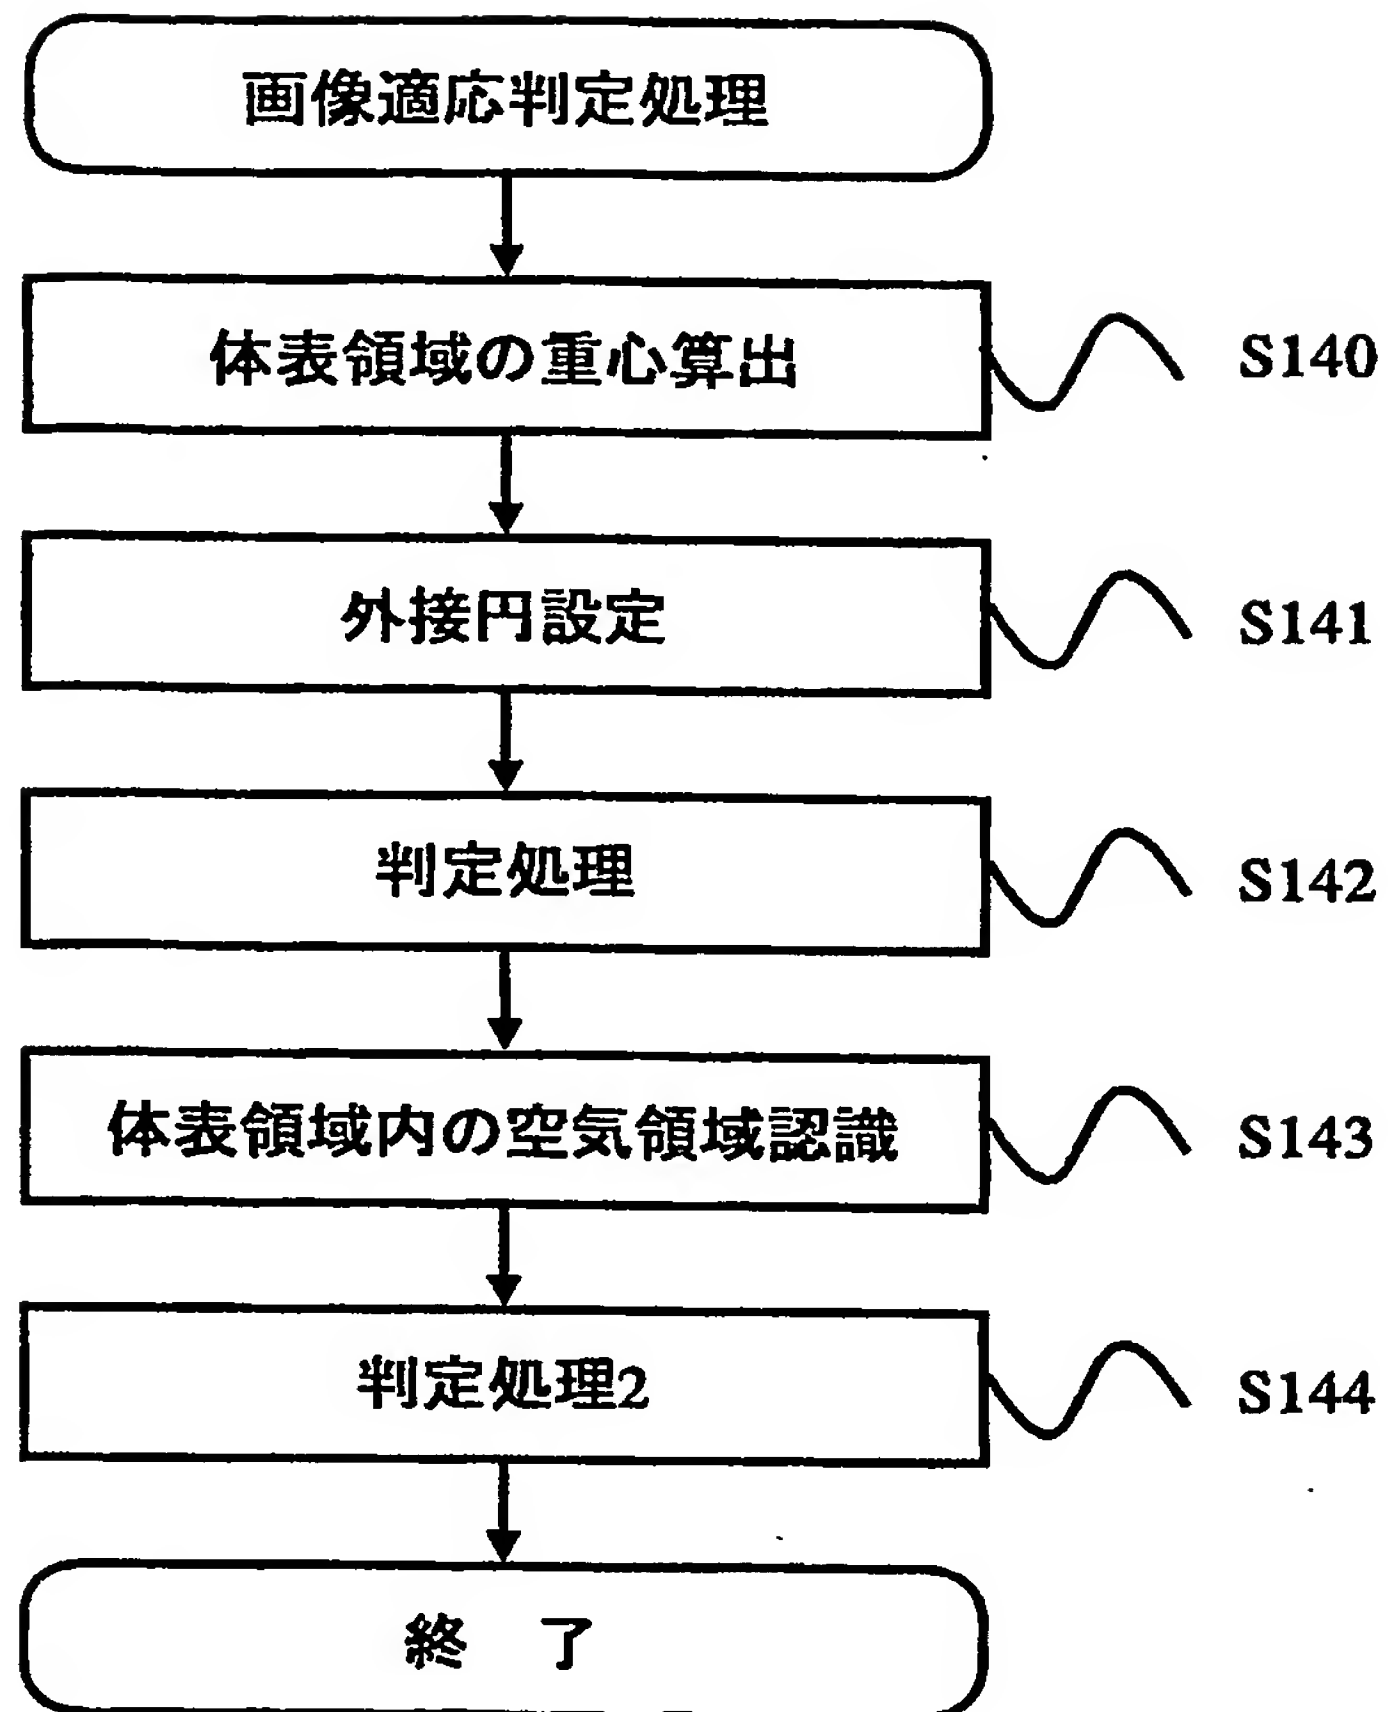 画像適応判定処理
体表領域の重心算出
S140
外接円設定
S141
判定処理
S142
体表領域内の空気領域認識
S143
判定処理2
S144
終 了